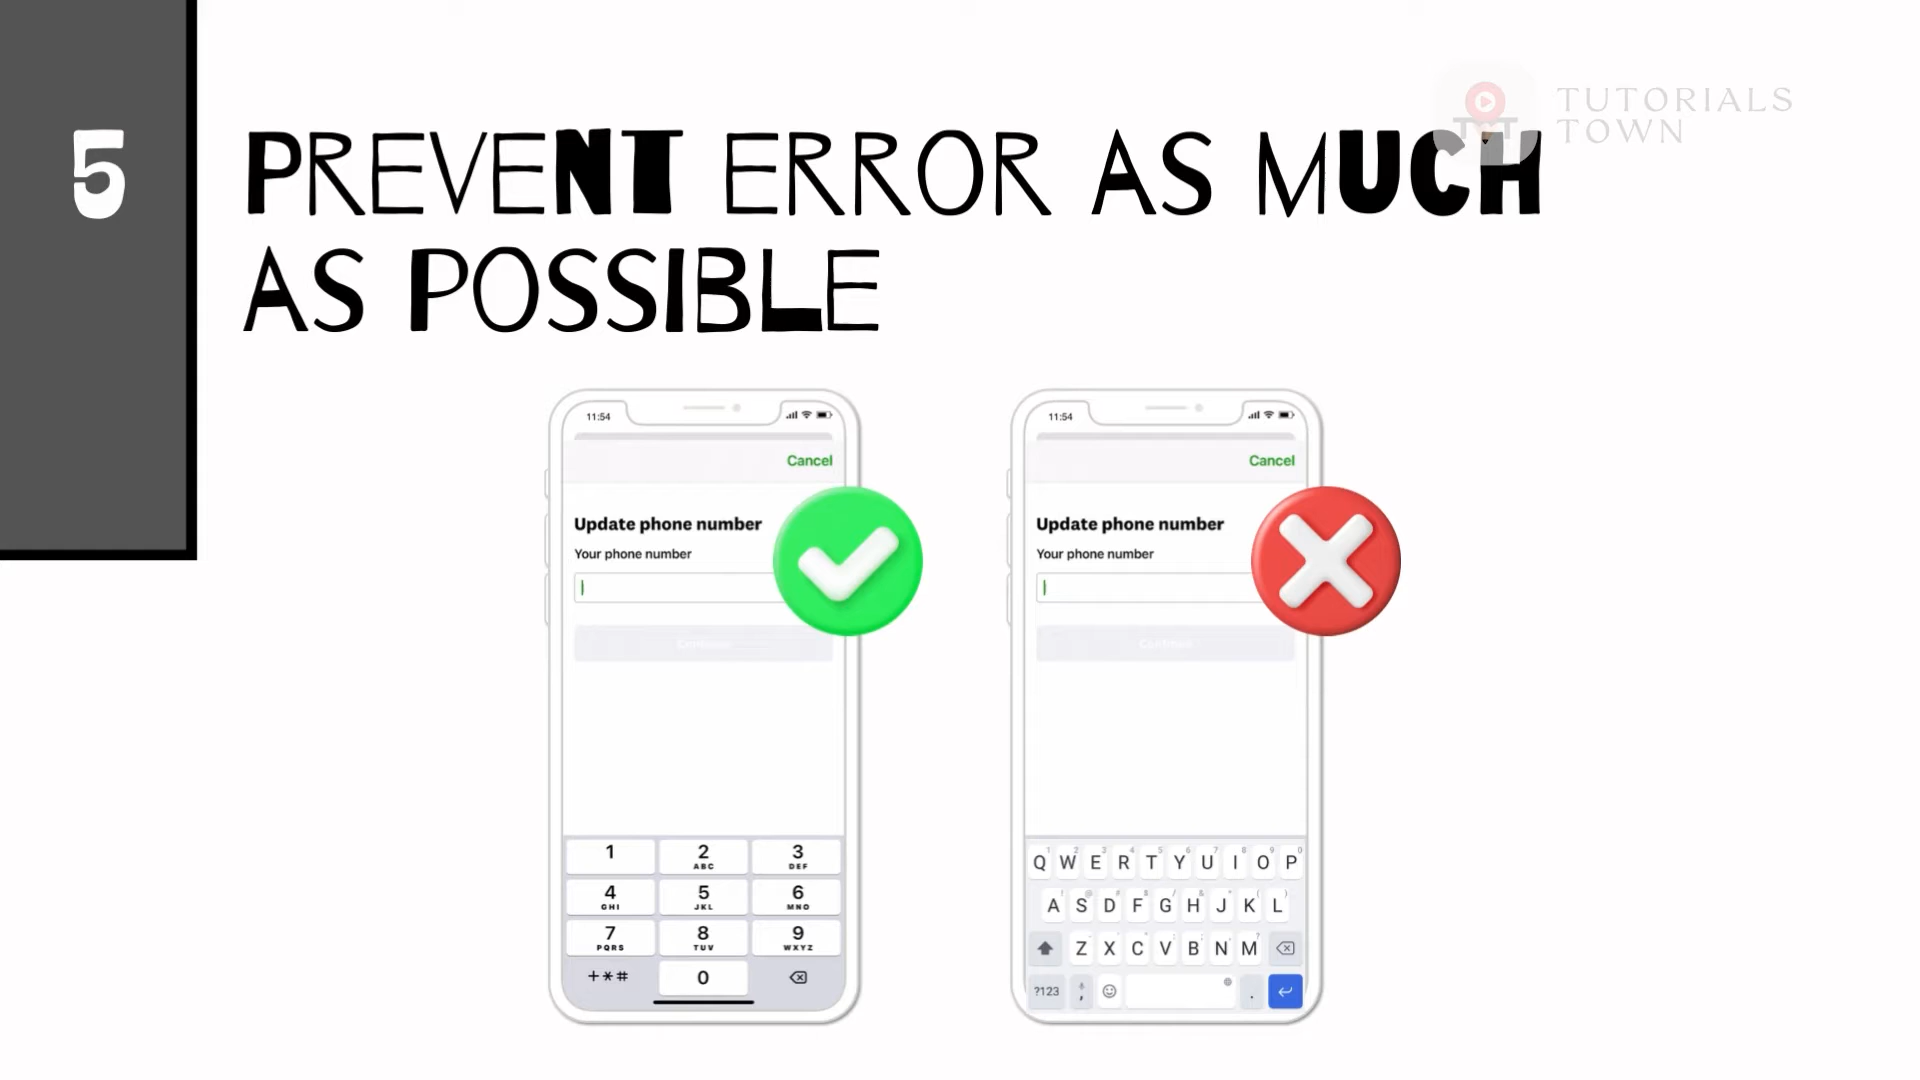 TUTORIALS
TOWN
5
PREVENT ERROR AS MUCH
AS POSSIBLE
11:54
Cancel
Update phone number
Your phone number
Continue
1 2 3
ABC DEF
4 5 6
GHI JKL MNO
7 8 9
PQRS TUV WXYZ
+*# 0
11:54
Cancel
Update phone number
Your phone number
Continue
Q W E R T Y U I O P
A S D F G H J K L
Z X C V B N M
?123 , .